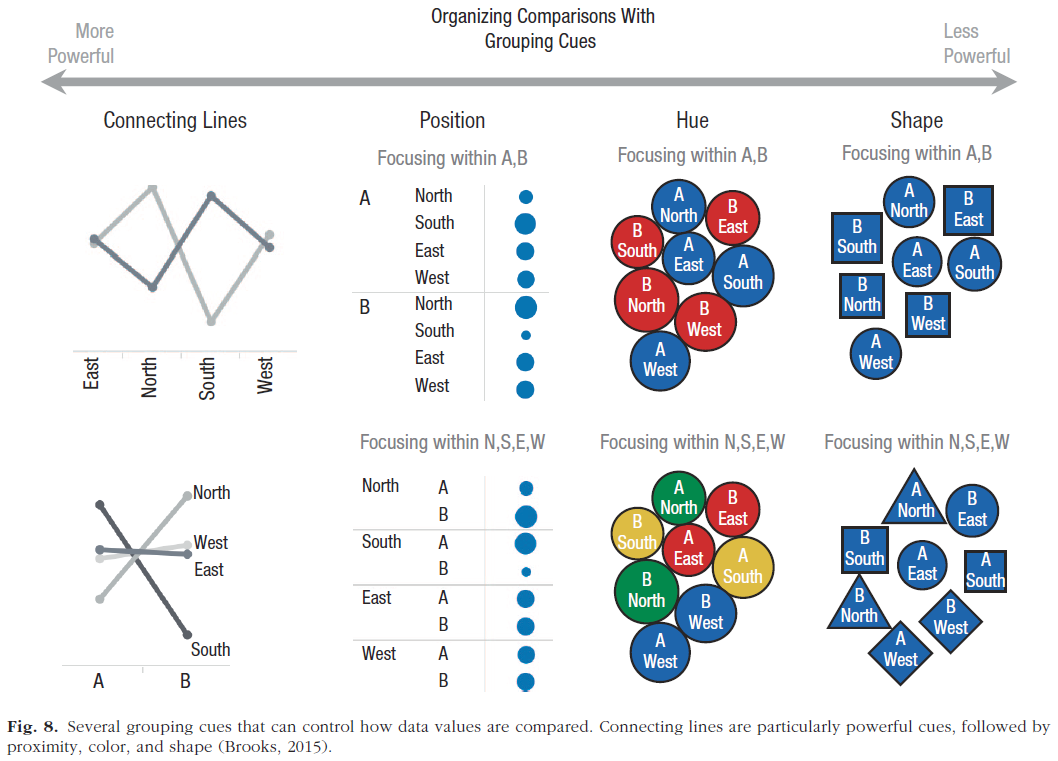 Organizing Comparisons With
Grouping Cues
More
Powerful
Less
Powerful
Connecting Lines
East
North
South
West
North
West
East
South
A
B
Position
Focusing within A,B
A
North
South
East
West
B
North
South
East
West
Focusing within N,S,E,W
North
A
B
South
A
B
East
A
B
West
A
B
Hue
Focusing within A,B
A
North
B
East
B
South
A
East
A
South
B
North
B
West
A
West
Focusing within N,S,E,W
A
North
B
East
B
South
A
East
A
South
B
North
B
West
A
West
Shape
Focusing within A,B
A
North
B
East
B
South
A
East
A
South
B
North
B
West
A
West
Focusing within N,S,E,W
A
North
B
East
B
South
A
East
A
South
B
North
B
West
A
West
Fig. 8. Several grouping cues that can control how data values are compared. Connecting lines are particularly powerful cues, followed by
proximity, color, and shape (Brooks, 2015).